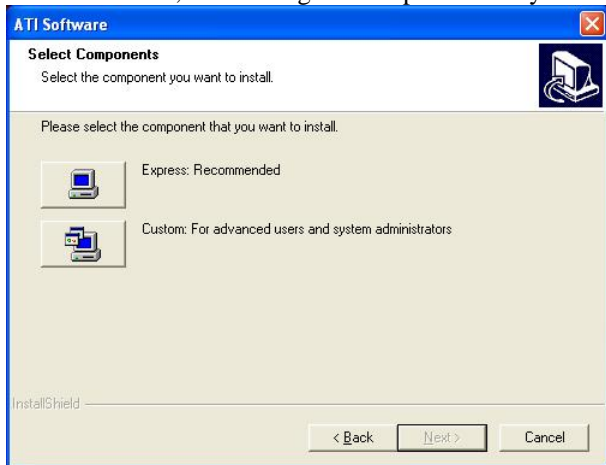 ATI Software
Select Components
Select the component you want to install.
Please select the component that you want to install.
Express: Recommended
Custom: For advanced users and system administrators
InstallShield
< Back Next > Cancel